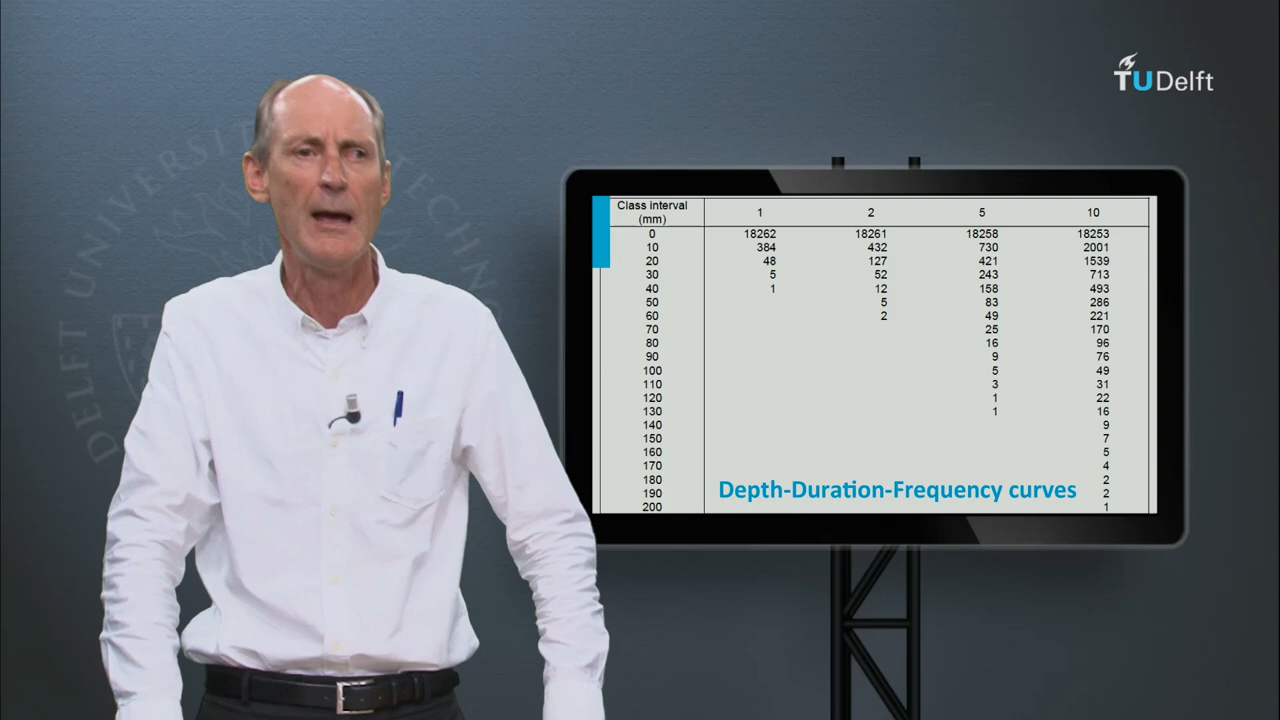 TUDelft
DELFT UNIVERSITY
TECHNOLOGY
Class interval (mm) 1 2 5 10
0 18262 18261 18258 18253
10 384 432 730 2001
20 48 127 421 1539
30 5 52 243 713
40 1 12 158 493
50 5 83 286
60 2 49 221
70 25 170
80 16 96
90 9 76
100 5 49
110 3 31
120 1 22
130 1 16
140 9
150 7
160 5
170 4
180 2
190 2
200 1
Depth-Duration-Frequency curves